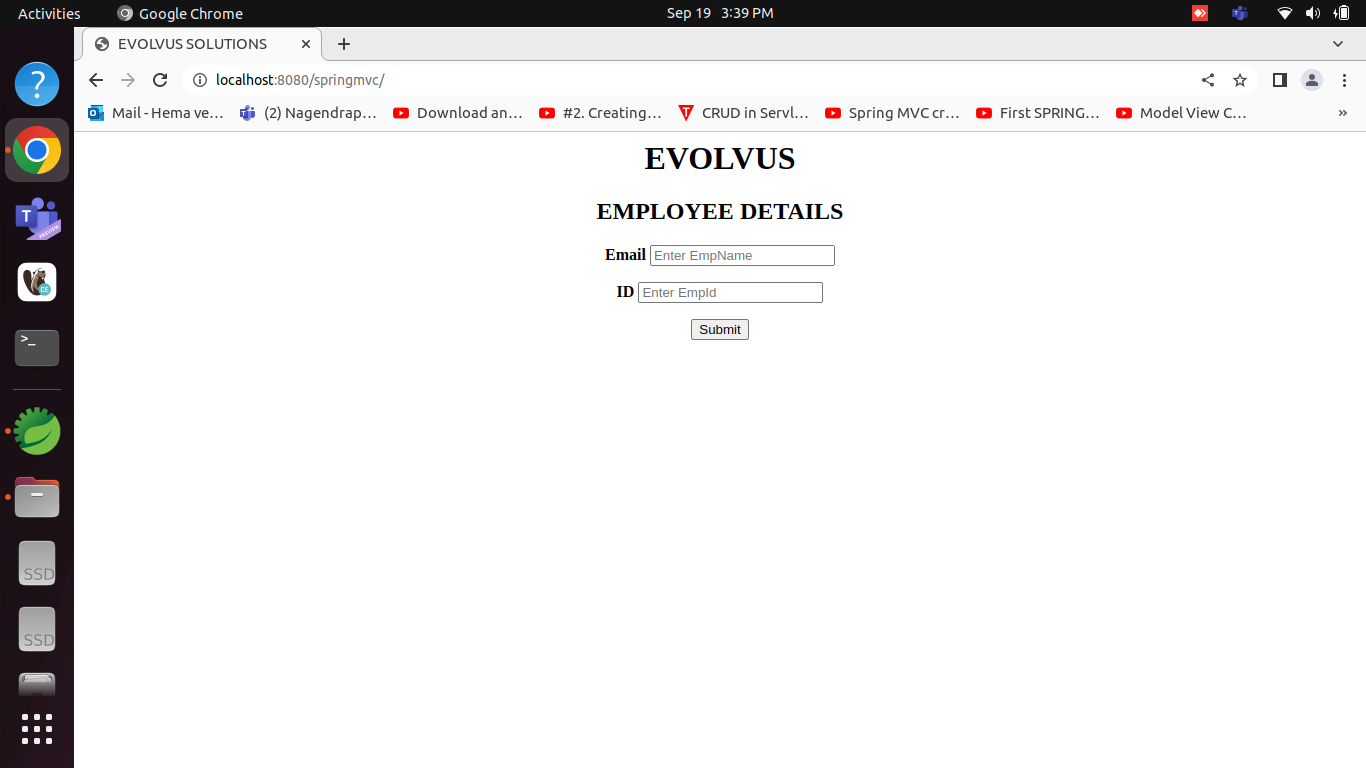 Activities Google Chrome Sep 19 3:39 PM
EVOLVUS SOLUTIONS
localhost:8080/springmvc/
Mail - Hema ve… (2) Nagendrap… Download an… #2. Creating… CRUD in Servl… Spring MVC cr… First SPRING… Model View C… »
EVOLVUS
EMPLOYEE DETAILS
Email Enter EmpName
ID Enter EmpId
Submit
?
T
PREVIEW
CE
>_
SSD
SSD